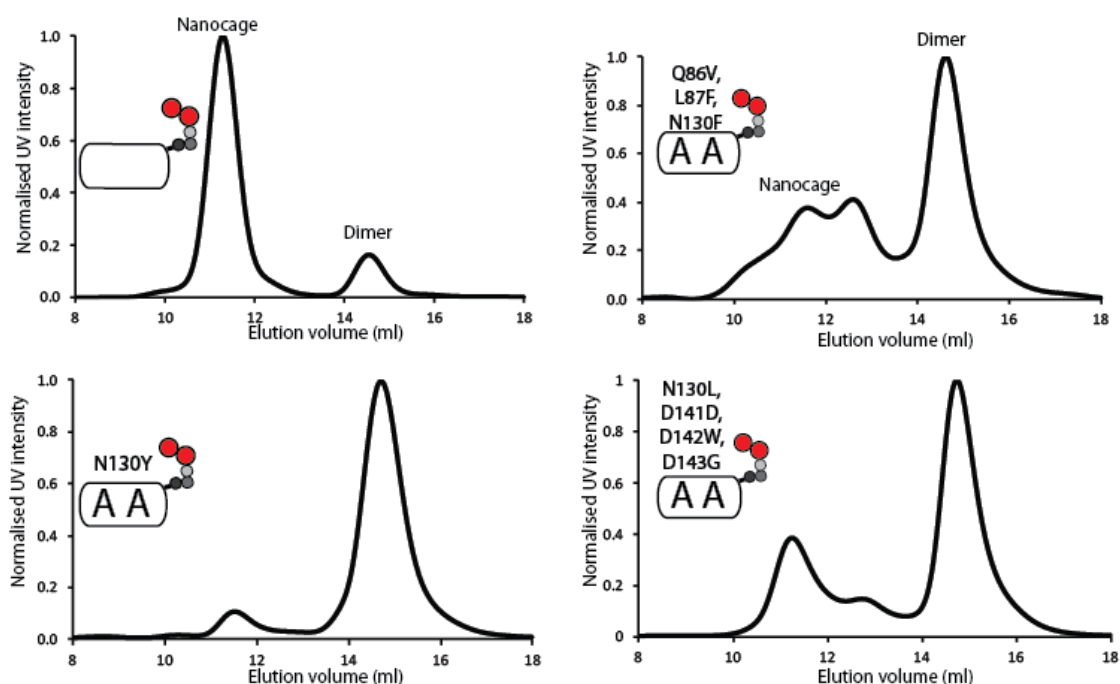 Nanocage
Dimer
Normalised UV intensity
1.0
0.8
0.6
0.4
0.2
0.0
8
10
12
14
16
18
Elution volume (ml)
Dimer
Nanocage
Q86V,
L87F,
N130F
A A
Normalised UV intensity
1.0
0.8
0.6
0.4
0.2
0.0
8
10
12
14
16
18
Elution volume (ml)
N130Y
A A
Normalised UV intensity
1.0
0.8
0.6
0.4
0.2
0.0
8
10
12
14
16
18
Elution volume (ml)
N130L,
D141D,
D142W,
D143G
A A
Normalised UV intensity
1
0.8
0.6
0.4
0.2
0
8
10
12
14
16
18
Elution volume (ml)